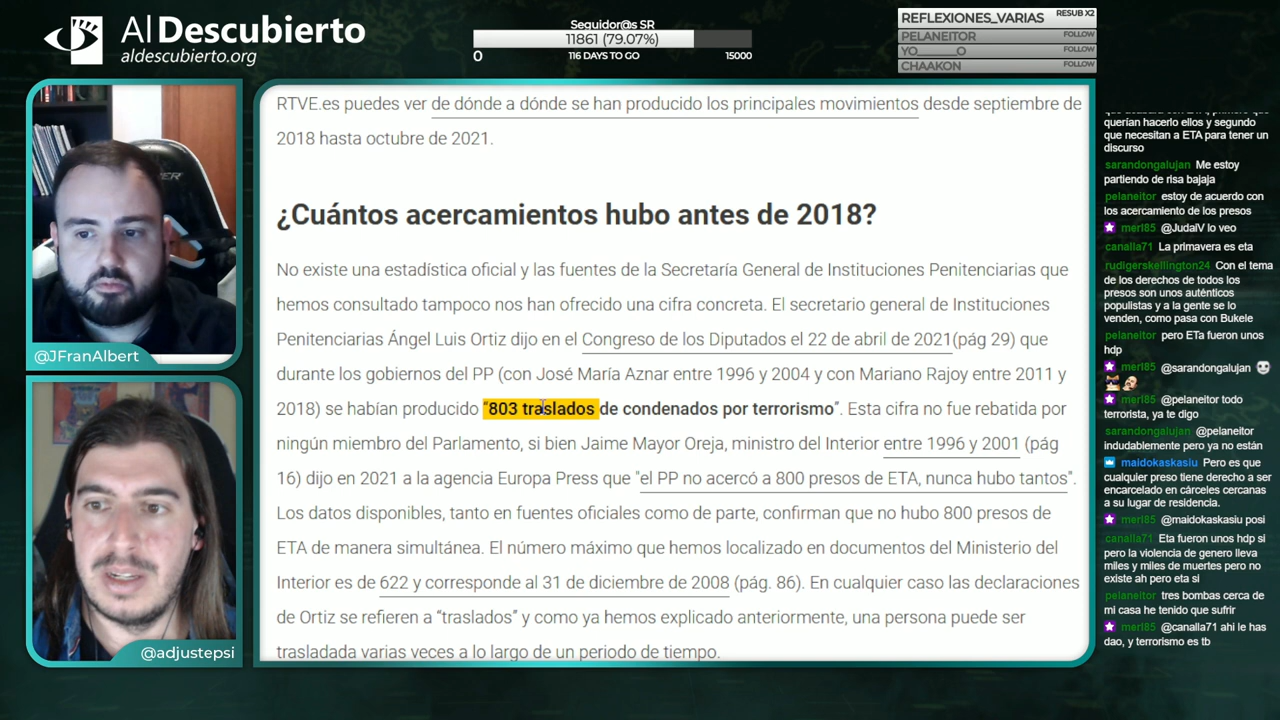 Al Descubierto
aldescubierto.org
Seguidor@s SR
11861 (79.07%)
0
116 DAYS TO GO
15000
REFLEXIONES_VARIAS
RESUB X2
PELANEITOR
FOLLOW
FOLLOW
CHAAKON
FOLLOW
@JFranAlbert
@adjustepsi
RTVE.es puedes ver de dónde a dónde se han producido los principales movimientos desde septiembre de
2018 hasta octubre de 2021.
¿Cuántos acercamientos hubo antes de 2018?
No existe una estadística oficial y las fuentes de la Secretaría General de Instituciones Penitenciarias que
hemos consultado tampoco nos han ofrecido una cifra concreta. El secretario general de Instituciones
Penitenciarias Ángel Luis Ortiz dijo en el Congreso de los Diputados el 22 de abril de 2021(pág 29) que
durante los gobiernos del PP (con José María Aznar entre 1996 y 2004 y con Mariano Rajoy entre 2011 y
2018) se habían producido “803 traslados de condenados por terrorismo”. Esta cifra no fue rebatida por
ningún miembro del Parlamento, si bien Jaime Mayor Oreja, ministro del Interior entre 1996 y 2001 (pág
16) dijo en 2021 a la agencia Europa Press que "el PP no acercó a 800 presos de ETA, nunca hubo tantos".
Los datos disponibles, tanto en fuentes oficiales como de parte, confirman que no hubo 800 presos de
ETA de manera simultánea. El número máximo que hemos localizado en documentos del Ministerio del
Interior es de 622 y corresponde al 31 de diciembre de 2008 (pág. 86). En cualquier caso las declaraciones
de Ortiz se refieren a “traslados” y como ya hemos explicado anteriormente, una persona puede ser
trasladada varias veces a lo largo de un periodo de tiempo.
querían hacerlo ellos y segundo
que necesitan a ETA para tener un
discurso
sarandongalujan Me estoy
partiendo de risa bajaja
pelaneitor estoy de acuerdo con
los acercamiento de los presos
merl85 @JudaIV lo veo
canalla71 La primavera es eta
rudigerskellington24 Con el tema
de los derechos de todos los
presos son unos auténticos
populistas y a la gente se lo
venden, como pasa con Bukele
pelaneitor pero ETA fueron unos
hdp
merl85 @sarandongalujan
merl85 @pelaneitor todo
terrorista, ya te digo
sarandongalujan @pelaneitor
indudablemente pero ya no están
maidokaskasiu Pero es que
cualquier preso tiene derecho a ser
encarcelado en cárceles cercanas
a su lugar de residencia.
merl85 @maidokaskasiu posi
canalla71 Eta fueron unos hdp si
pero la violencia de genero lleva
miles y miles de muertes pero no
existe ah pero eta si
pelaneitor tres bombas cerca de
mi casa he tenido que sufrir
merl85 @canalla71 ahi le has
dao, y terrorismo es tb